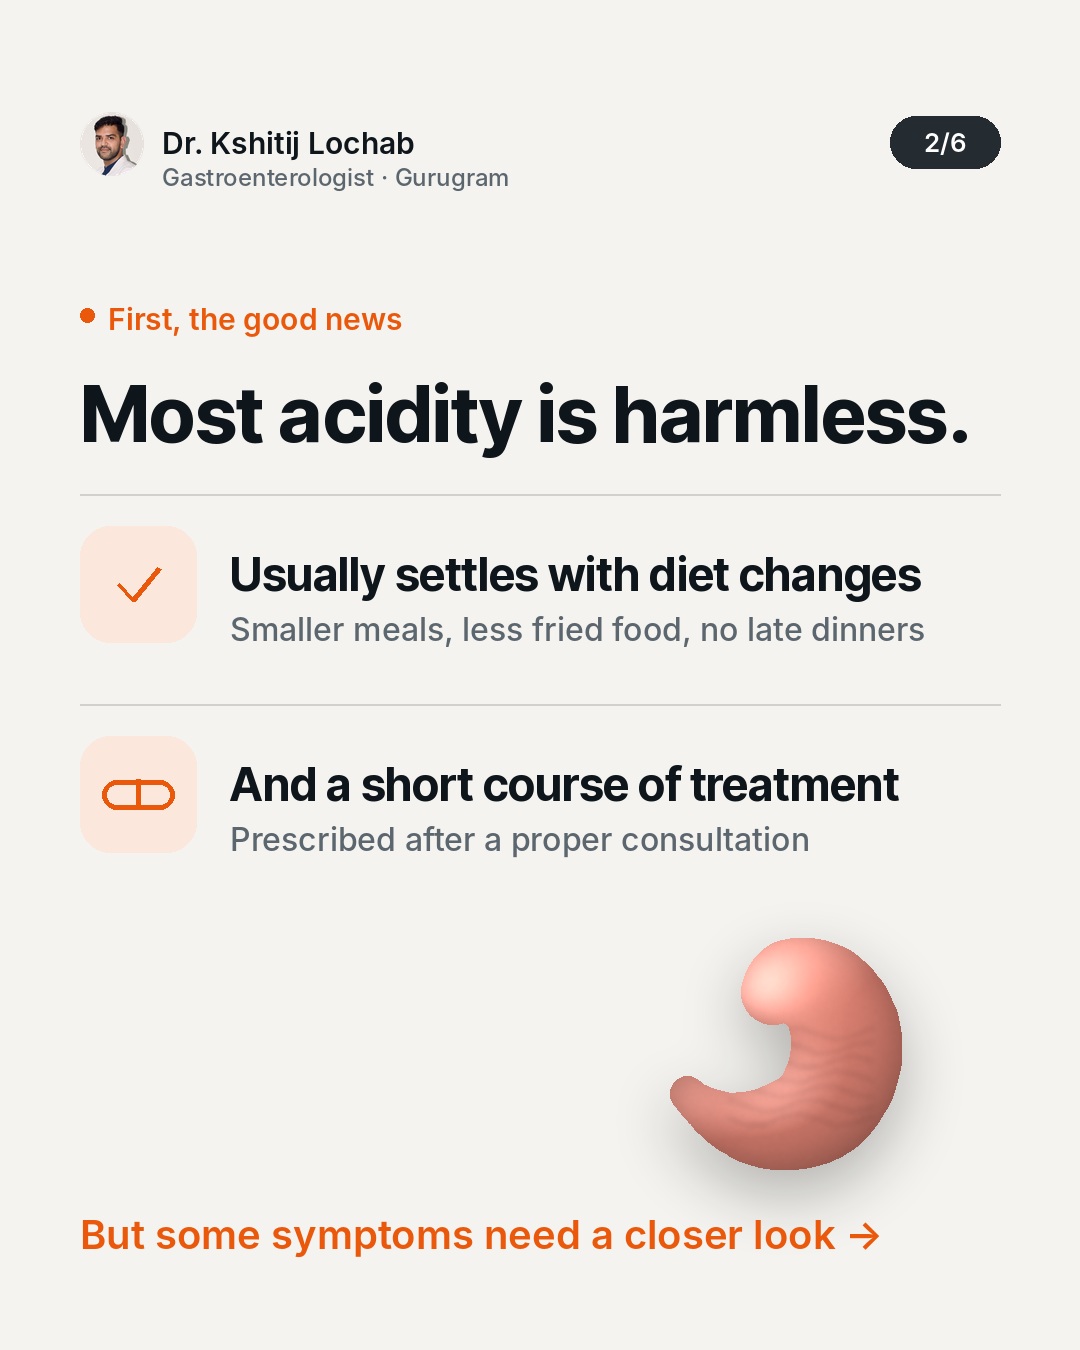 Dr. Kshitij Lochab
Gastroenterologist · Gurugram
2/6
First, the good news
Most acidity is harmless.
Usually settles with diet changes
Smaller meals, less fried food, no late dinners
And a short course of treatment
Prescribed after a proper consultation
But some symptoms need a closer look →